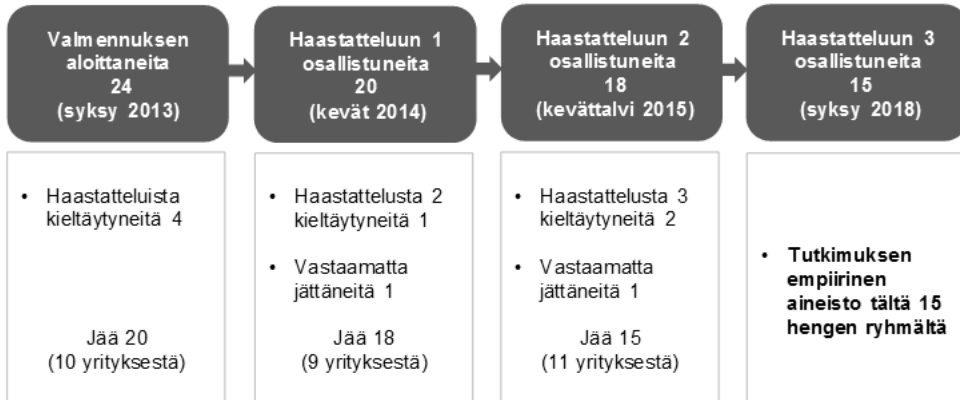 Valmennuksen
aloittaneita
24
(syksy 2013)
Haastatteluun 1
osallistuneita
20
(kevät 2014)
Haastatteluun 2
osallistuneita
18
(kevättalvi 2015)
Haastatteluun 3
osallistuneita
15
(syksy 2018)
• Haastatteluista
kieltäytyneitä 4
Jää 20
(10 yrityksestä)
• Haastattelusta 2
kieltäytyneitä 1
• Vastaamatta
jättäneitä 1
Jää 18
(9 yrityksestä)
• Haastattelusta 3
kieltäytyneitä 2
• Vastaamatta
jättäneitä 1
Jää 15
(11 yrityksestä)
• Tutkimuksen
empiirinen
aineisto tältä 15
hengen ryhmältä